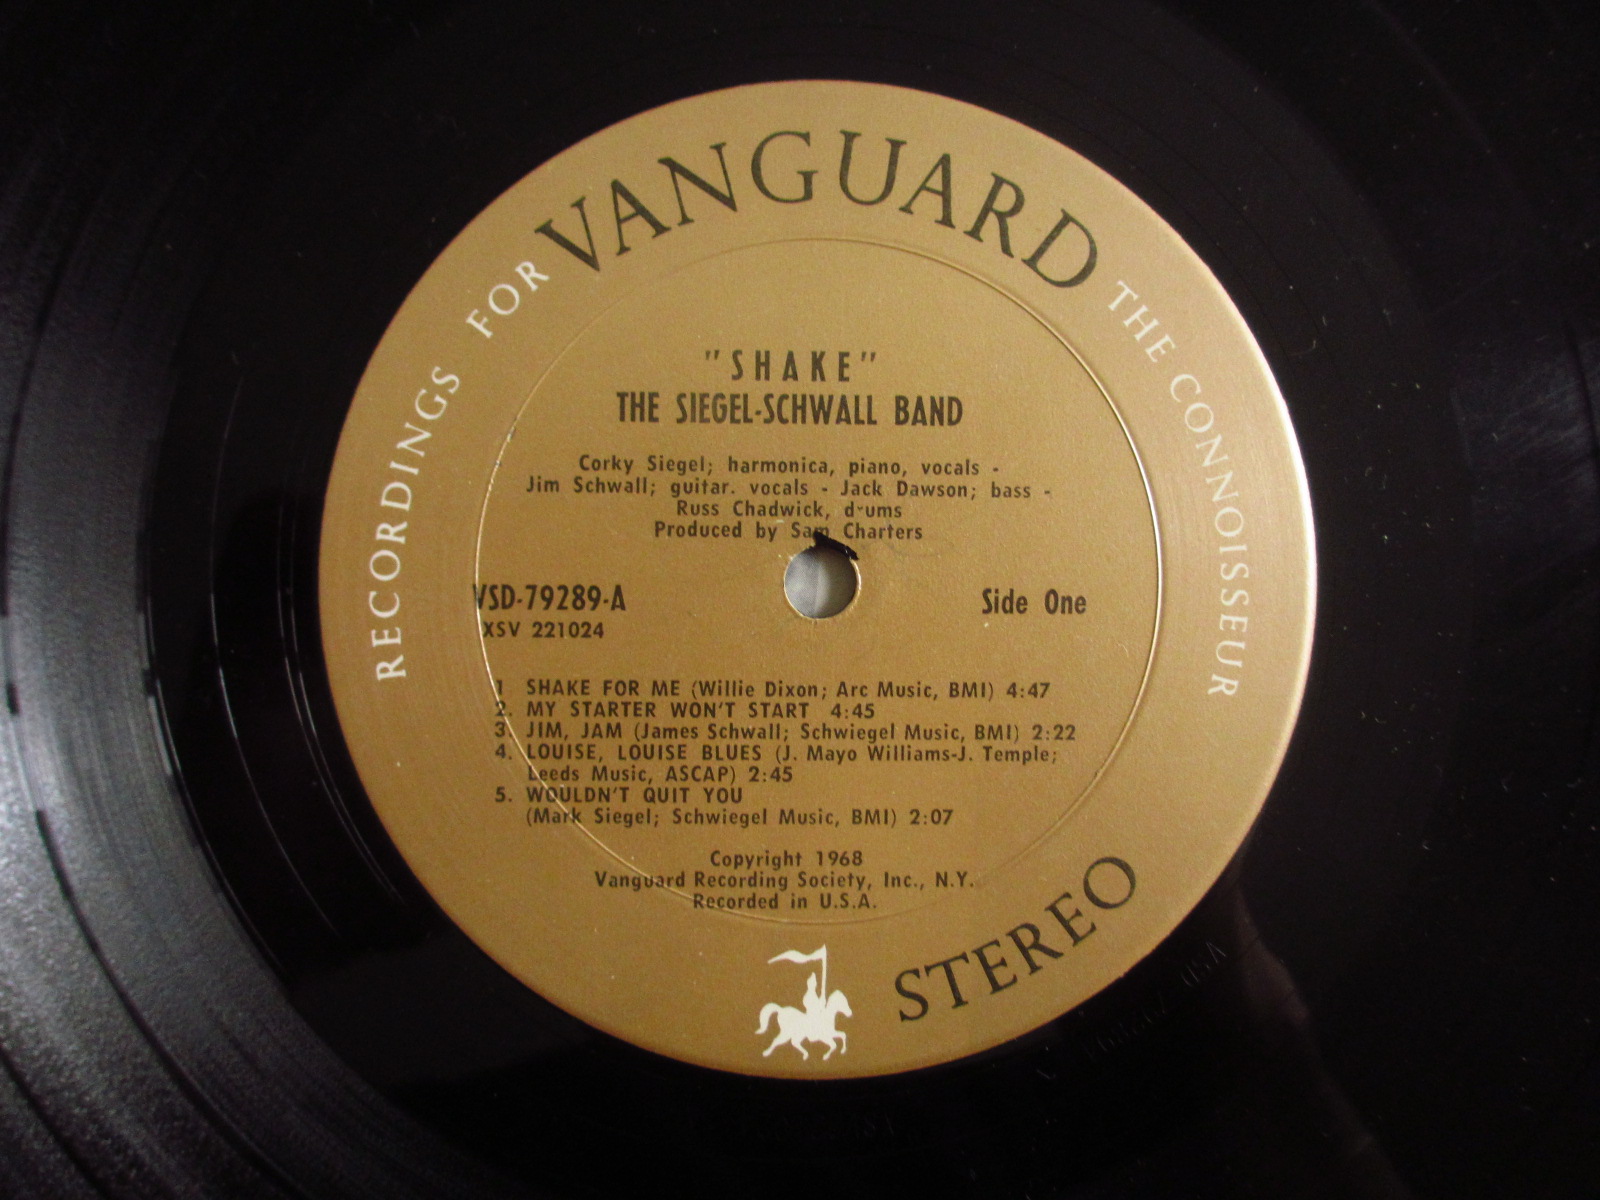 RECORDINGS FOR VANGUARD THE CONNOISSEUR
"SHAKE"
THE SIEGEL-SCHWALL BAND
Corky Siegel; harmonica, piano, vocals -
Jim Schwall; guitar. vocals - Jack Dawson; bass -
Russ Chadwick, drums
Produced by Sam Charters
VSD-79289-A
Side One
XSV 221024
1 SHAKE FOR ME (Willie Dixon; Arc Music, BMI) 4:47
2. MY STARTER WON'T START 4:45
3. JIM, JAM (James Schwall; Schwiegel Music, BMI) 2:22
4. LOUISE, LOUISE BLUES (J. Mayo Williams-J. Temple;
Leeds Music, ASCAP) 2:45
5. WOULDN'T QUIT YOU
(Mark Siegel; Schwiegel Music, BMI) 2:07
Copyright 1968
Vanguard Recording Society, Inc., N.Y.
Recorded in U.S.A.
STEREO